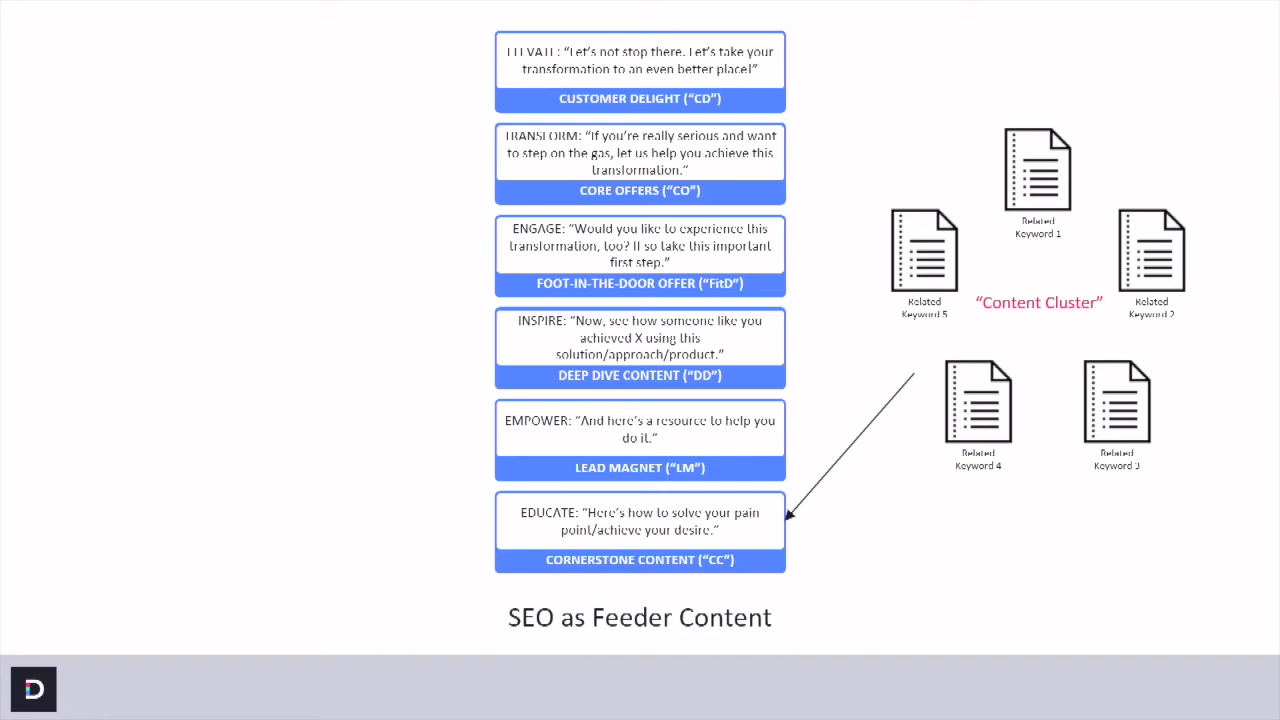 ELEVATE: “Let’s not stop there. Let’s take your
transformation to an even better place!”
CUSTOMER DELIGHT (“CD”)
TRANSFORM: “If you’re really serious and want
to step on the gas, let us help you achieve this
transformation.”
CORE OFFERS (“CO”)
ENGAGE: “Would you like to experience this
transformation, too? If so take this important
first step.”
FOOT-IN-THE-DOOR OFFER (“FitD”)
INSPIRE: “Now, see how someone like you
achieved X using this
solution/approach/product.”
DEEP DIVE CONTENT (“DD”)
EMPOWER: “And here’s a resource to help you
do it.”
LEAD MAGNET (“LM”)
EDUCATE: “Here’s how to solve your pain
point/achieve your desire.”
CORNERSTONE CONTENT (“CC”)
SEO as Feeder Content
Related
Keyword 1
Related
Keyword 5
“Content Cluster”
Related
Keyword 2
Related
Keyword 4
Related
Keyword 3
D